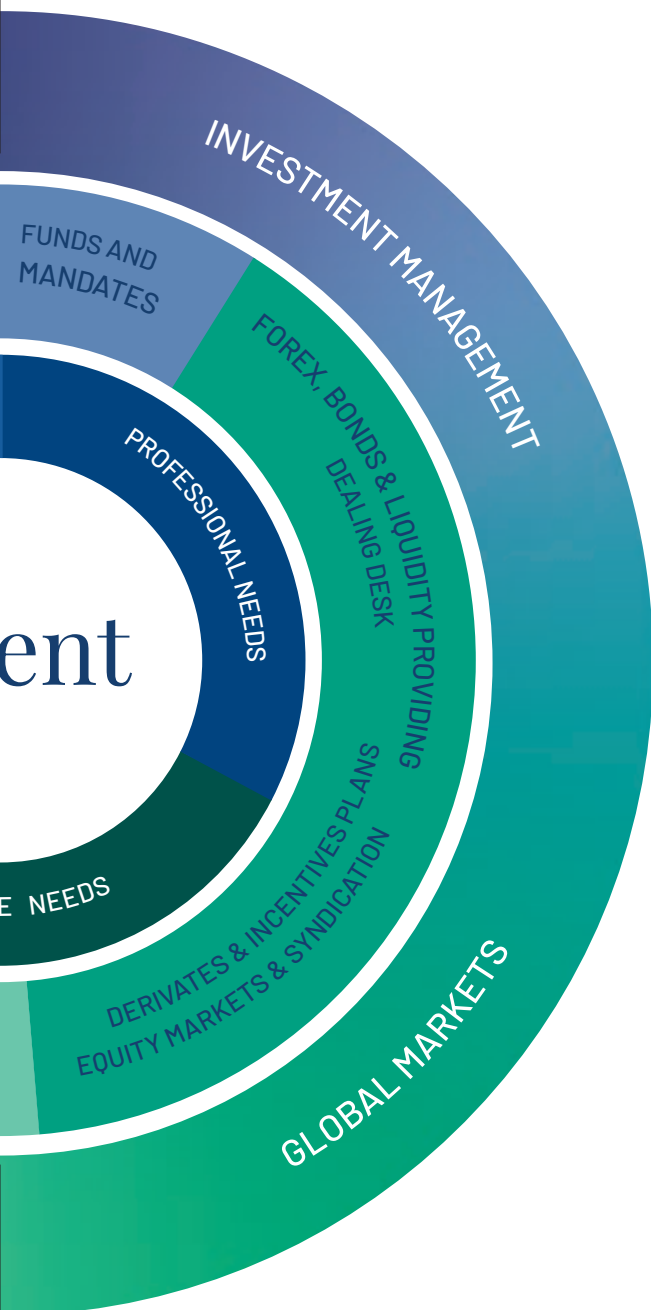 INVESTMENT MANAGEMENT
FUNDS AND
MANDATES
FOREX, BONDS & LIQUIDITY PROVIDING
DEALING DESK
PROFESSIONAL NEEDS
ent
DERIVATES & INCENTIVES PLANS
EQUITY MARKETS & SYNDICATION
E NEEDS
GLOBAL MARKETS